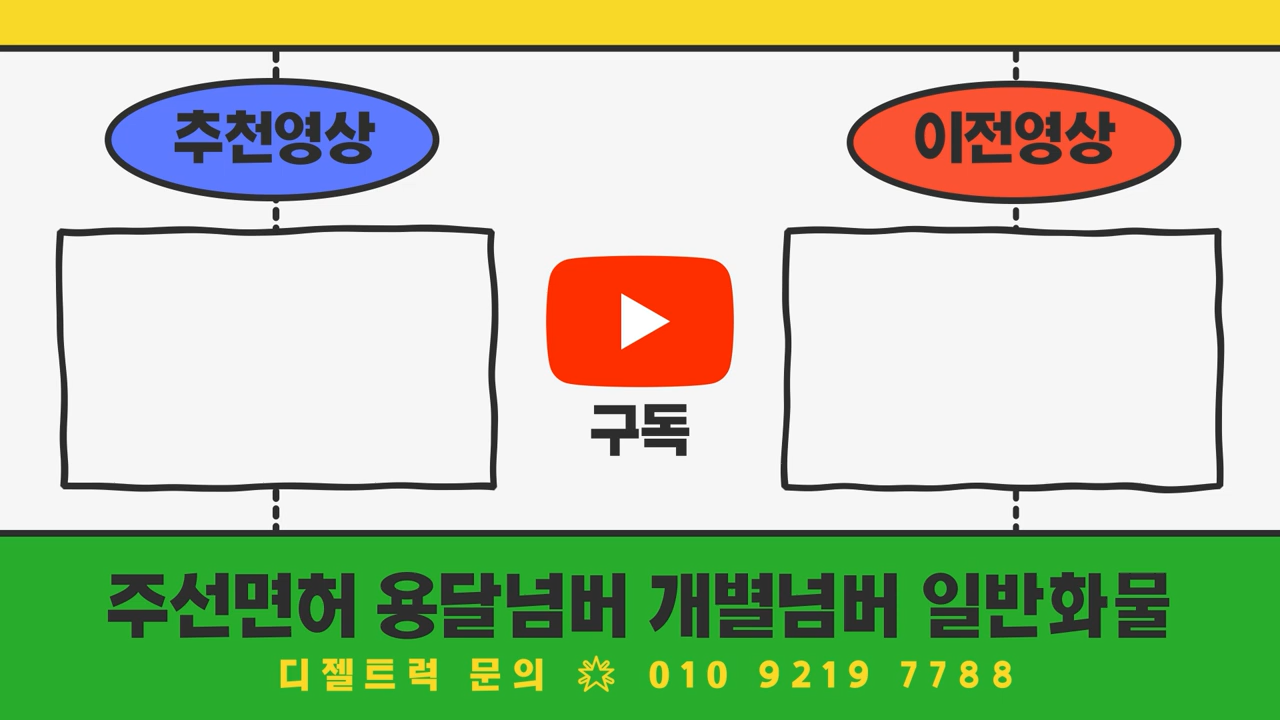 추천영상
이전영상
구독
주선면허 용달넘버 개별넘버 일반화물
디젤트럭 문의 010 9219 7788